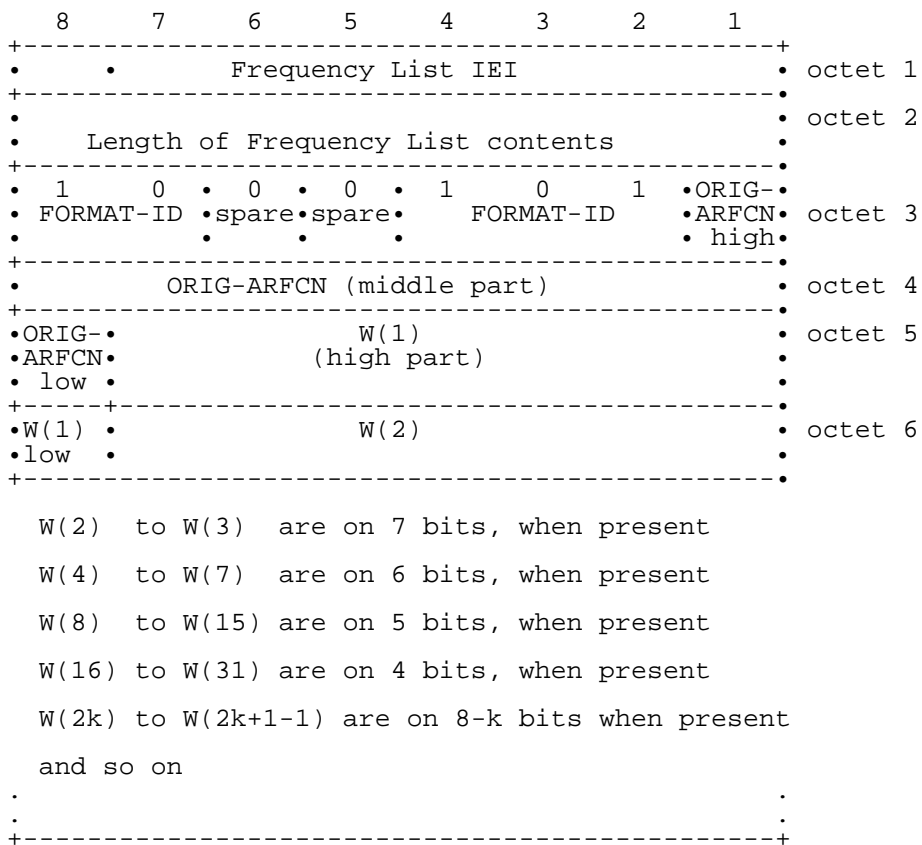 8 7 6 5 4 3 2 1
+-----------------------------------------------+
• • Frequency List IEI • octet 1
+-----------------------------------------------•
• • octet 2
• Length of Frequency List contents •
+-----------------------------------------------•
• 1 0 • 0 • 0 • 1 0 1 •ORIG-•
• FORMAT-ID •spare•spare• FORMAT-ID •ARFCN• octet 3
• • • • • high•
+-----------------------------------------------•
• ORIG-ARFCN (middle part) • octet 4
+-----------------------------------------------•
•ORIG-• W(1) • octet 5
•ARFCN• (high part) •
• low • •
+-----+-----------------------------------------•
•W(1) • W(2) • octet 6
•low • •
+-----------------------------------------------•
W(2) to W(3) are on 7 bits, when present
W(4) to W(7) are on 6 bits, when present
W(8) to W(15) are on 5 bits, when present
W(16) to W(31) are on 4 bits, when present
W(2k) to W(2k+1-1) are on 8-k bits when present
and so on
. .
. .
+-----------------------------------------------+